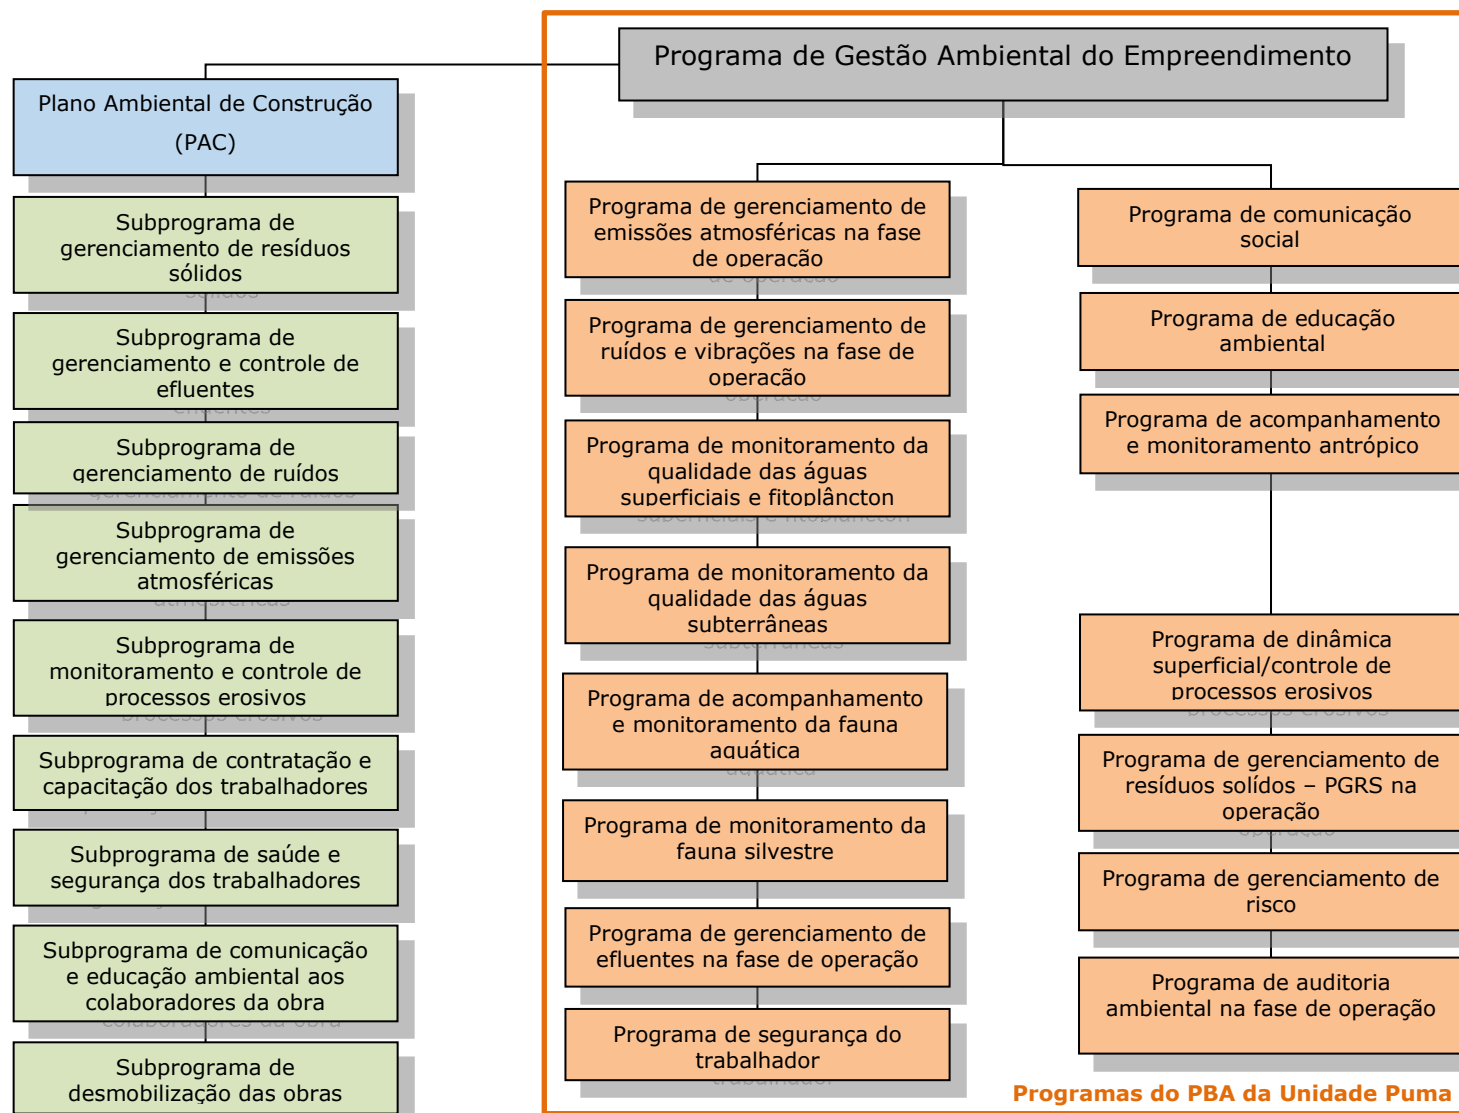 Programa de Gestão Ambiental do Empreendimento
Plano Ambiental de Construção
(PAC)
Subprograma de
gerenciamento de resíduos
sólidos
Subprograma de
gerenciamento e controle de
efluentes
Subprograma de
gerenciamento de ruídos
Subprograma de
gerenciamento de emissões
atmosféricas
Subprograma de
monitoramento e controle de
processos erosivos
Subprograma de contratação e
capacitação dos trabalhadores
Subprograma de saúde e
segurança dos trabalhadores
Subprograma de comunicação
e educação ambiental aos
colaboradores da obra
Subprograma de
desmobilização das obras
Programa de gerenciamento de
emissões atmosféricas na fase
de operação
Programa de gerenciamento de
ruídos e vibrações na fase de
operação
Programa de monitoramento da
qualidade das águas
superficiais e fitoplâncton
Programa de monitoramento da
qualidade das águas
subterrâneas
Programa de acompanhamento
e monitoramento da fauna
aquática
Programa de monitoramento da
fauna silvestre
Programa de gerenciamento de
efluentes na fase de operação
Programa de segurança do
trabalhador
Programa de comunicação
social
Programa de educação
ambiental
Programa de acompanhamento
e monitoramento antrópico
Programa de dinâmica
superficial/controle de
processos erosivos
Programa de gerenciamento de
resíduos solídos – PGRS na
operação
Programa de gerenciamento de
risco
Programa de auditoria
ambiental na fase de operação
Programas do PBA da Unidade Puma